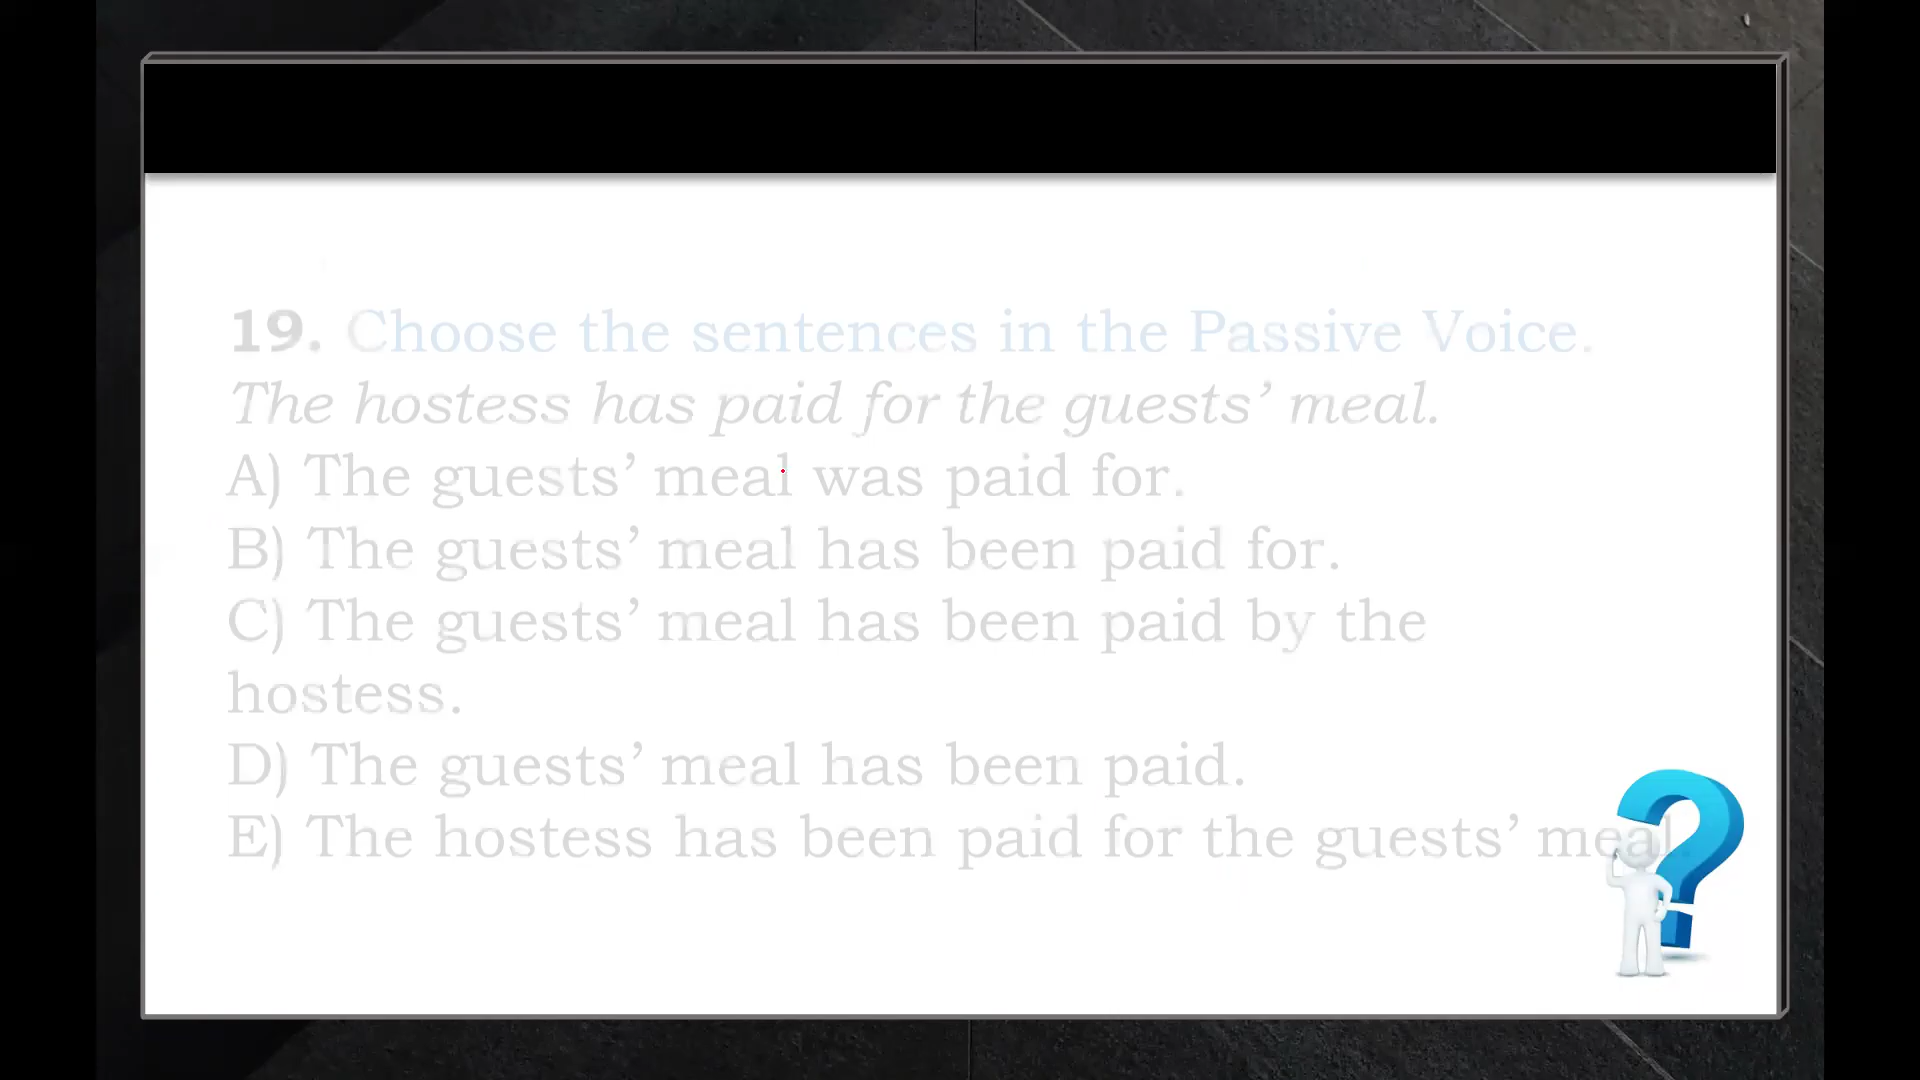 19. Choose the sentences in the Passive Voice.
The hostess has paid for the guests’ meal.
A) The guests’ meal was paid for.
B) The guests’ meal has been paid for.
C) The guests’ meal has been paid by the
hostess.
D) The guests’ meal has been paid.
E) The hostess has been paid for the guests’ meal.